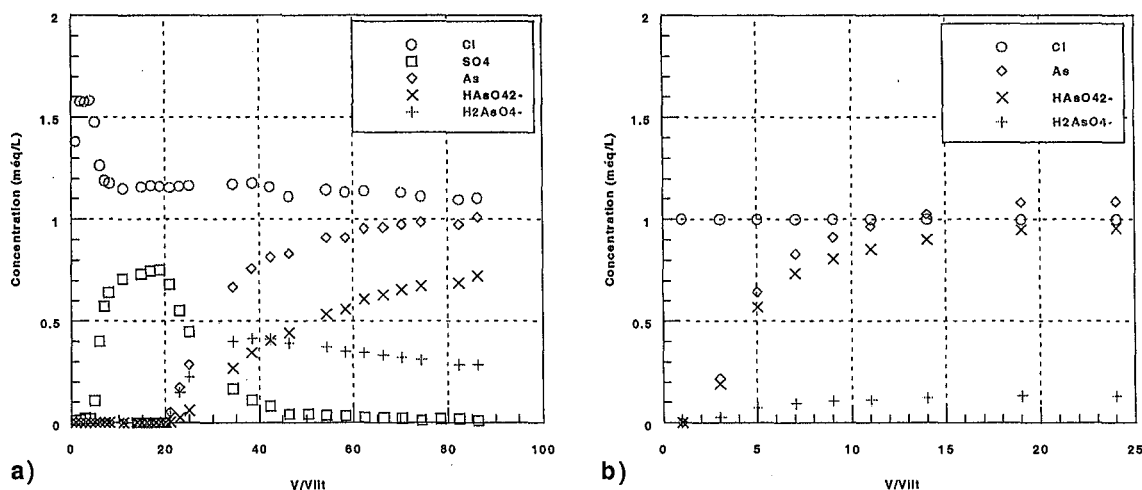 2
1.5
1
0.5
0
Concentration (méq/L)
Cl
SO4
As
HAsO42-
H2AsO4-
0 20 40 60 80 100
V/Vlit
a)
2
1.5
1
0.5
0
Concentration (méq/L)
Cl
As
HAsO42-
H2AsO4-
0 5 10 15 20 25
V/Vlit
b)